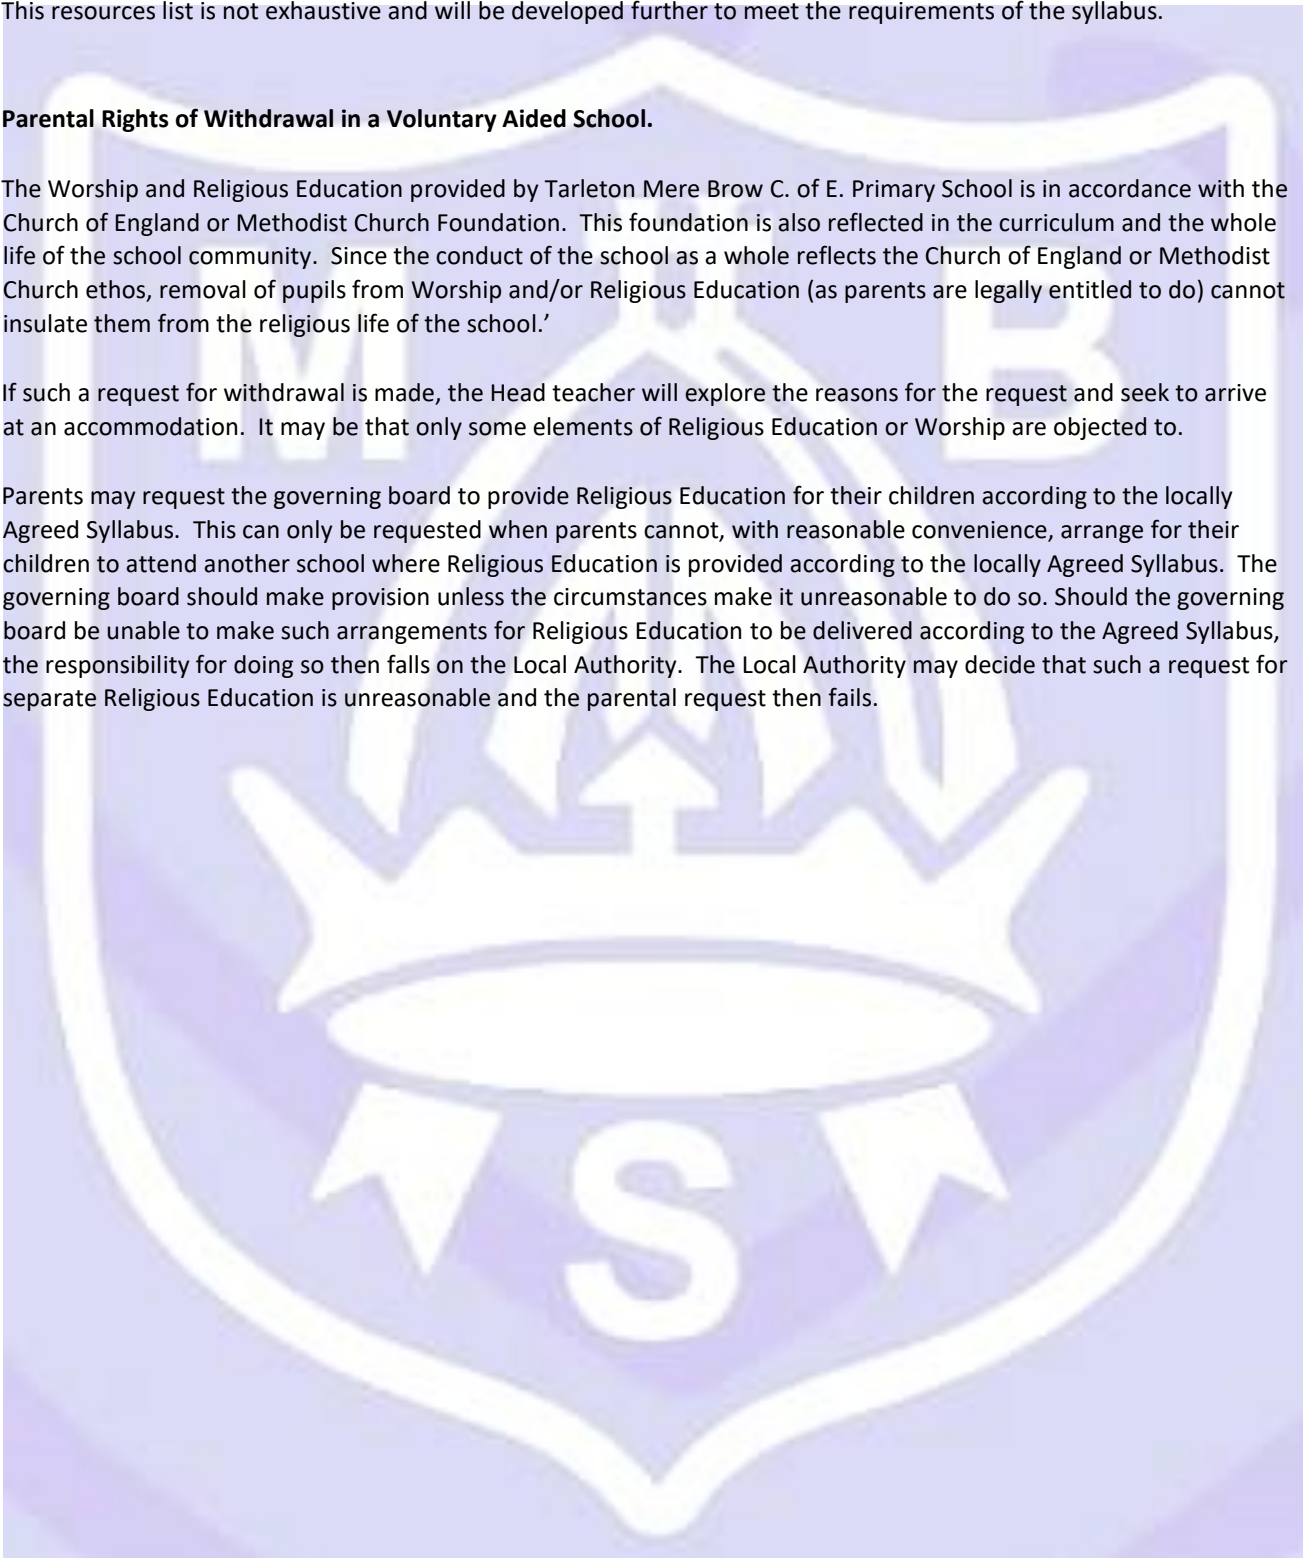 This resources list is not exhaustive and will be developed further to meet the requirements of the syllabus.
Parental Rights of Withdrawal in a Voluntary Aided School.
The Worship and Religious Education provided by Tarleton Mere Brow C. of E. Primary School is in accordance with the
Church of England or Methodist Church Foundation.  This foundation is also reflected in the curriculum and the whole
life of the school community.  Since the conduct of the school as a whole reflects the Church of England or Methodist
Church ethos, removal of pupils from Worship and/or Religious Education (as parents are legally entitled to do) cannot
insulate them from the religious life of the school.’
If such a request for withdrawal is made, the Head teacher will explore the reasons for the request and seek to arrive
at an accommodation.  It may be that only some elements of Religious Education or Worship are objected to.
Parents may request the governing board to provide Religious Education for their children according to the locally
Agreed Syllabus.  This can only be requested when parents cannot, with reasonable convenience, arrange for their
children to attend another school where Religious Education is provided according to the locally Agreed Syllabus.  The
governing board should make provision unless the circumstances make it unreasonable to do so. Should the governing
board be unable to make such arrangements for Religious Education to be delivered according to the Agreed Syllabus,
the responsibility for doing so then falls on the Local Authority.  The Local Authority may decide that such a request for
separate Religious Education is unreasonable and the parental request then fails.
M B
S